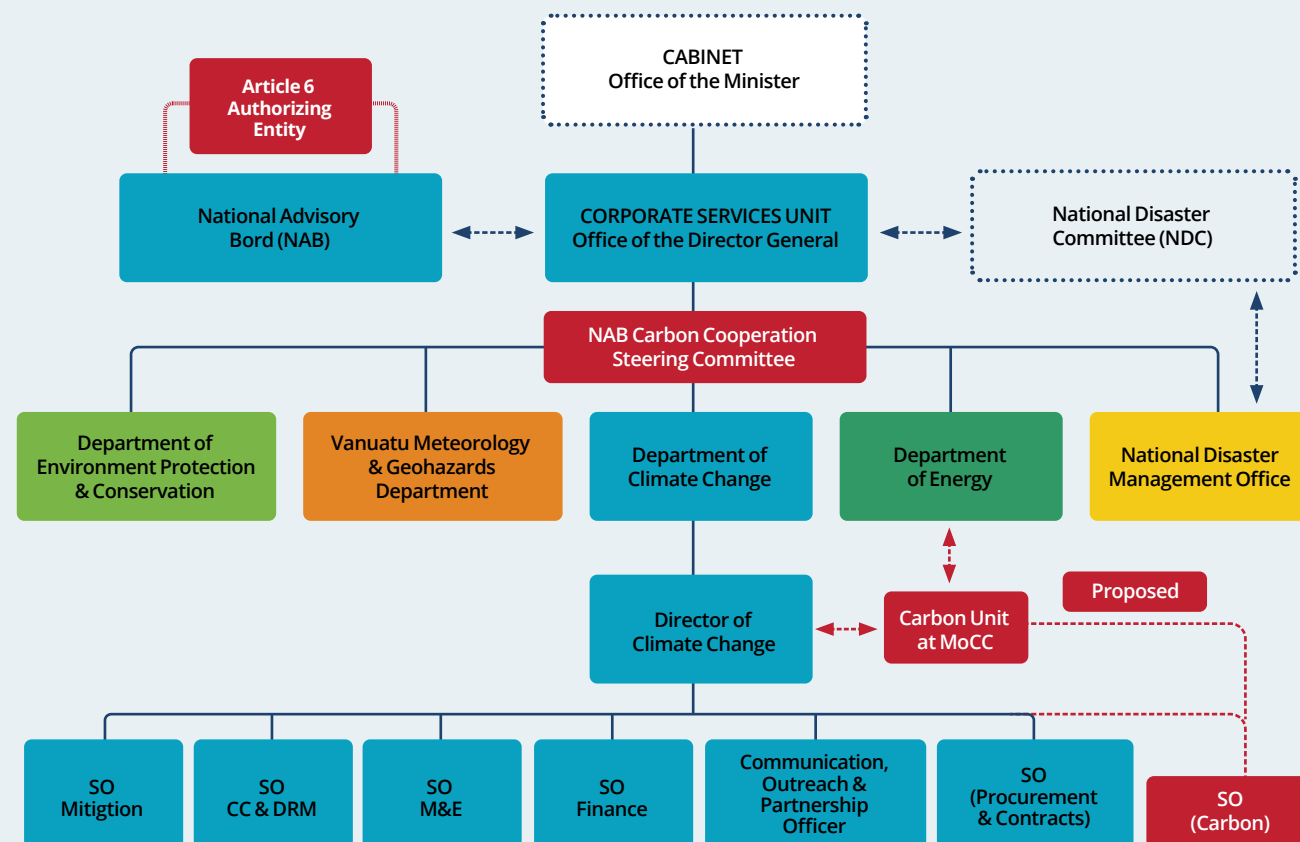 CABINET
Office of the Minister
Article 6
Authorizing
Entity
National Advisory
Bord (NAB)
CORPORATE SERVICES UNIT
Office of the Director General
National Disaster
Committee (NDC)
NAB Carbon Cooperation
Steering Committee
Department of
Environment Protection
& Conservation
Vanuatu Meteorology
& Geohazards
Department
Department of
Climate Change
Department
of Energy
National Disaster
Management Office
Director of
Climate Change
Carbon Unit
at MoCC
Proposed
SO
Mitigtion
SO
CC & DRM
SO
M&E
SO
Finance
Communication,
Outreach &
Partnership
Officer
SO
(Procurement
& Contracts)
SO
(Carbon)